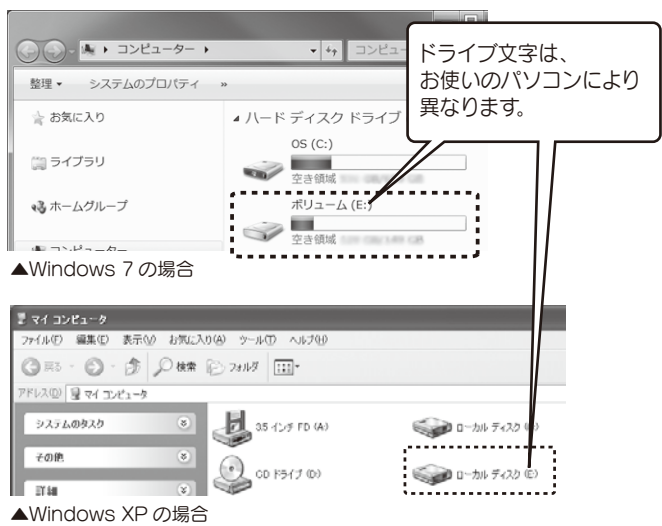 コンピューター
コンピュー
整理
システムのプロパティ
»
お気に入り
ライブラリ
ホームグループ
コンピューター
ハード ディスク ドライブ
OS (C:)
空き領域
ボリューム (E:)
空き領域
ドライブ文字は、
お使いのパソコンにより
異なります。
▲Windows 7 の場合
マイ コンピュータ
ファイル(F) 編集(E) 表示(V) お気に入り(A) ツール(T) ヘルプ(H)
戻る 検索 フォルダ
アドレス(D) マイ コンピュータ
システムのタスク
その他
詳細
3.5 インチ FD (A)
ローカル ディスク
CD ドライブ (D)
ローカル ディスク (E)
▲Windows XP の場合